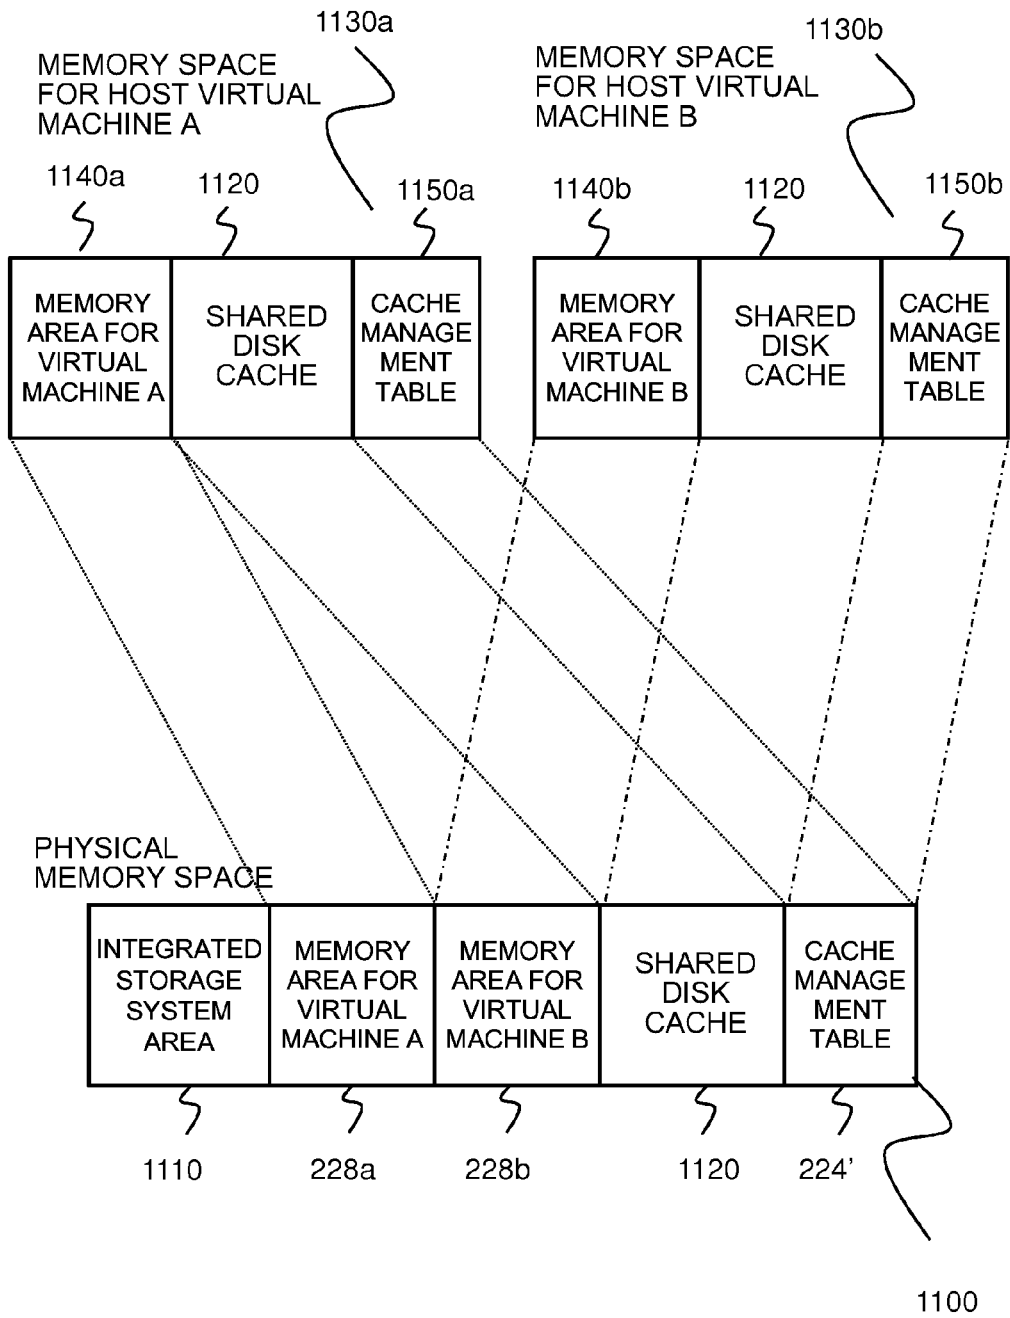 1130a
MEMORY SPACE
FOR HOST VIRTUAL
MACHINE A
1140a
1120
1150a
MEMORY
AREA FOR
VIRTUAL
MACHINE A
SHARED
DISK
CACHE
CACHE
MANAGE
MENT
TABLE
1130b
MEMORY SPACE
FOR HOST VIRTUAL
MACHINE B
1140b
1120
1150b
MEMORY
AREA FOR
VIRTUAL
MACHINE B
SHARED
DISK
CACHE
CACHE
MANAGE
MENT
TABLE
PHYSICAL
MEMORY SPACE
INTEGRATED
STORAGE
SYSTEM
AREA
MEMORY
AREA FOR
VIRTUAL
MACHINE A
MEMORY
AREA FOR
VIRTUAL
MACHINE B
SHARED
DISK
CACHE
CACHE
MANAGE
MENT
TABLE
1110
228a
228b
1120
224’
1100